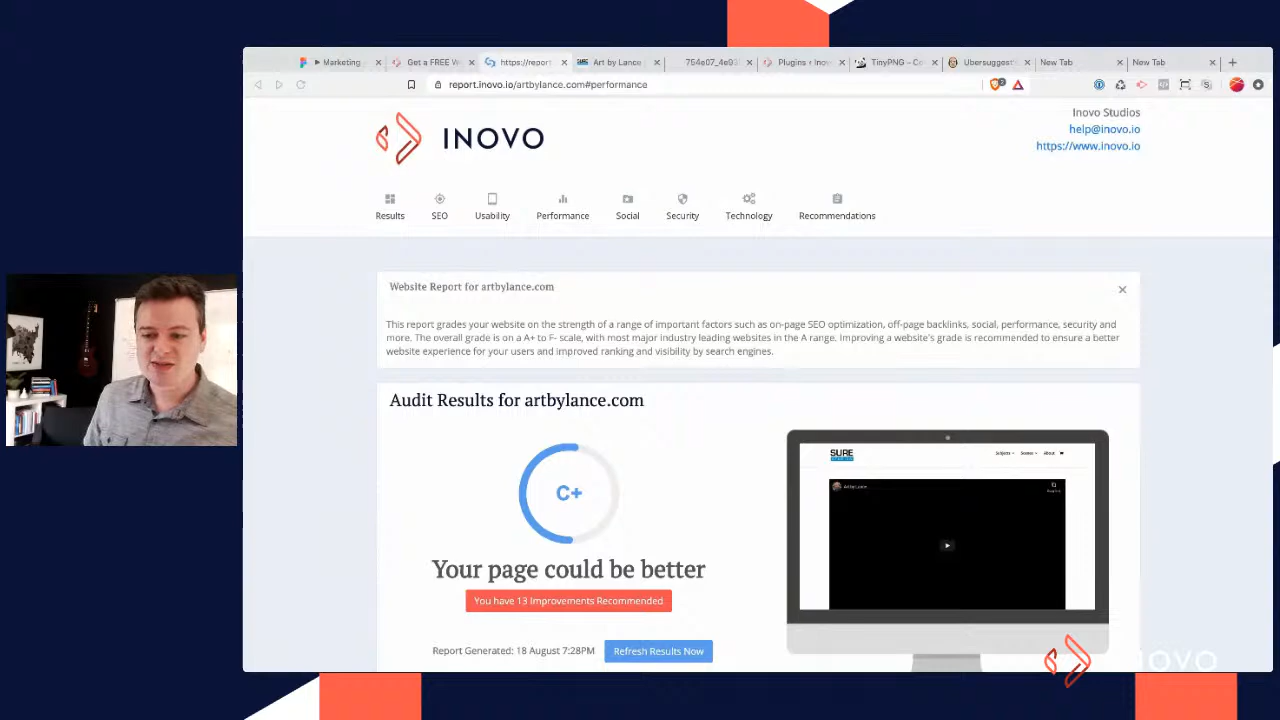 ▶ Marketing
Get a FREE W
https://report
Art by Lance
754e07_4e93
Plugins
Inovo
TinyPNG
Ubersuggest
New Tab
New Tab
report.inovo.io/artbylance.com#performance
INOVO
Inovo Studios
help@inovo.io
https://www.inovo.io
Results
SEO
Usability
Performance
Social
Security
Technology
Recommendations
Website Report for artbylance.com
This report grades your website on the strength of a range of important factors such as on-page SEO optimization, off-page backlinks, social, performance, security and
more. The overall grade is on a A+ to F- scale, with most major industry leading websites in the A range. Improving a website's grade is recommended to ensure a better
website experience for your users and improved ranking and visibility by search engines.
Audit Results for artbylance.com
C+
Your page could be better
You have 13 Improvements Recommended
Report Generated: 18 August 7:28PM
Refresh Results Now
SURE
Subjects
About